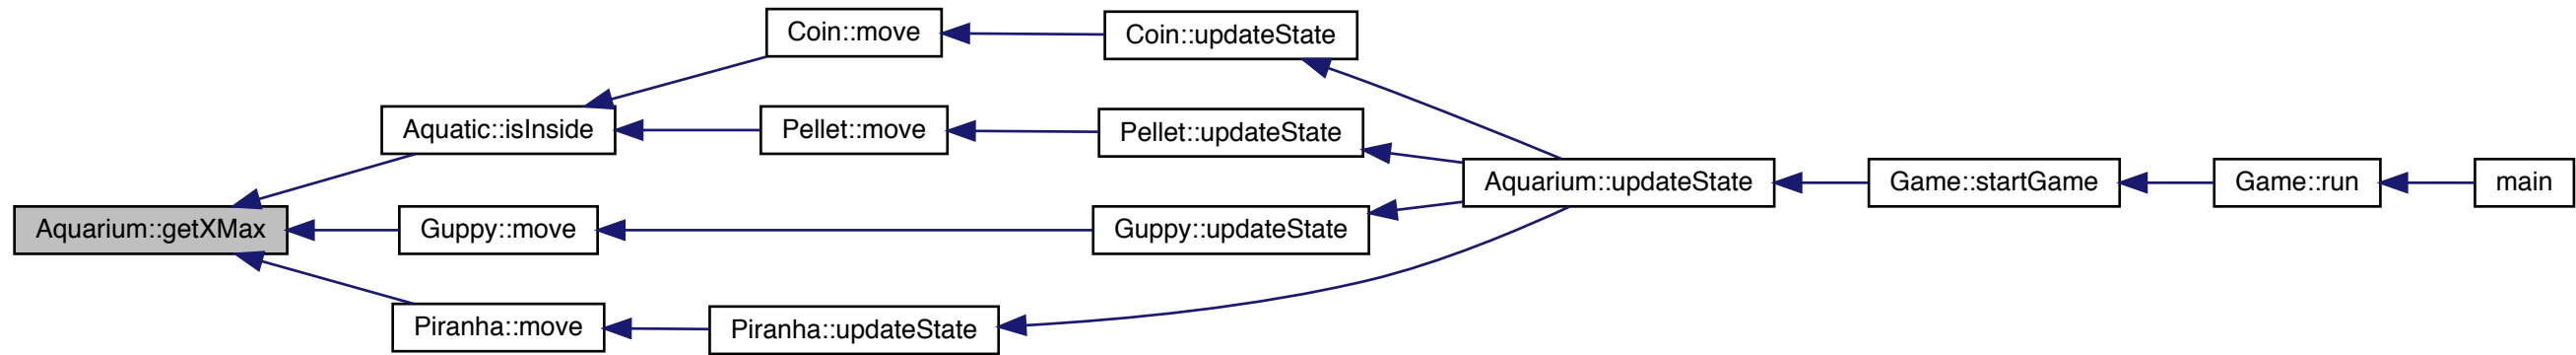 Coin::move
Coin::updateState
Aquatic::isInside
Pellet::move
Pellet::updateState
Aquarium::updateState
Game::startGame
Game::run
main
Aquarium::getXMax
Guppy::move
Guppy::updateState
Piranha::move
Piranha::updateState